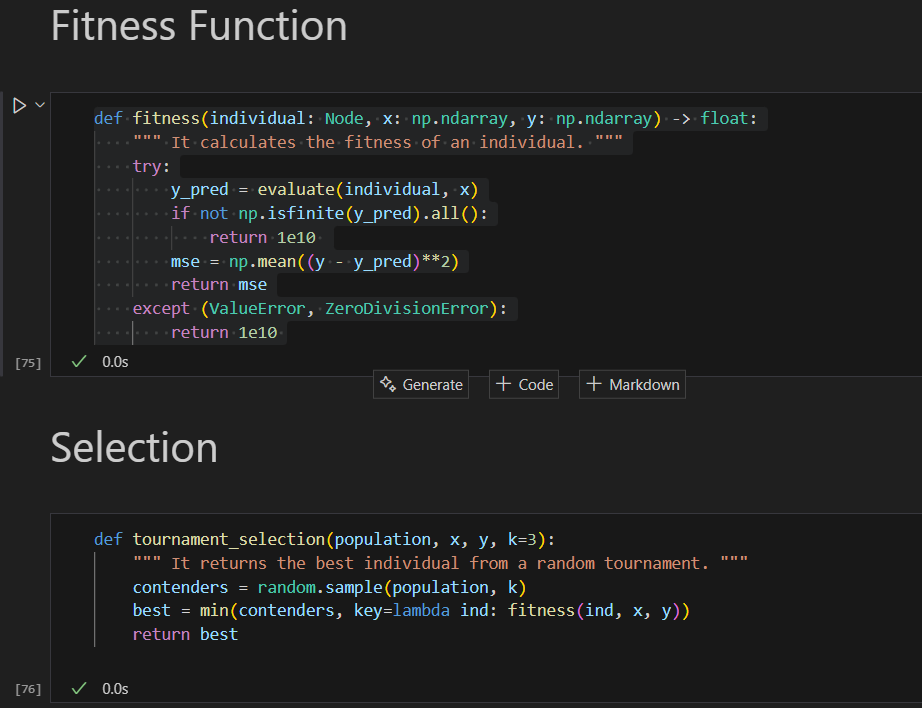 Fitness Function
def fitness(individual: Node, x: np.ndarray, y: np.ndarray) -> float:
    """ It calculates the fitness of an individual. """
    try:
        y_pred = evaluate(individual, x)
        if not np.isfinite(y_pred).all():
            return 1e10
        mse = np.mean((y - y_pred)**2)
        return mse
    except (ValueError, ZeroDivisionError):
        return 1e10
[75] 0.0s
Generate + Code + Markdown
Selection
def tournament_selection(population, x, y, k=3):
    """ It returns the best individual from a random tournament. """
    contenders = random.sample(population, k)
    best = min(contenders, key=lambda ind: fitness(ind, x, y))
    return best
[76] 0.0s